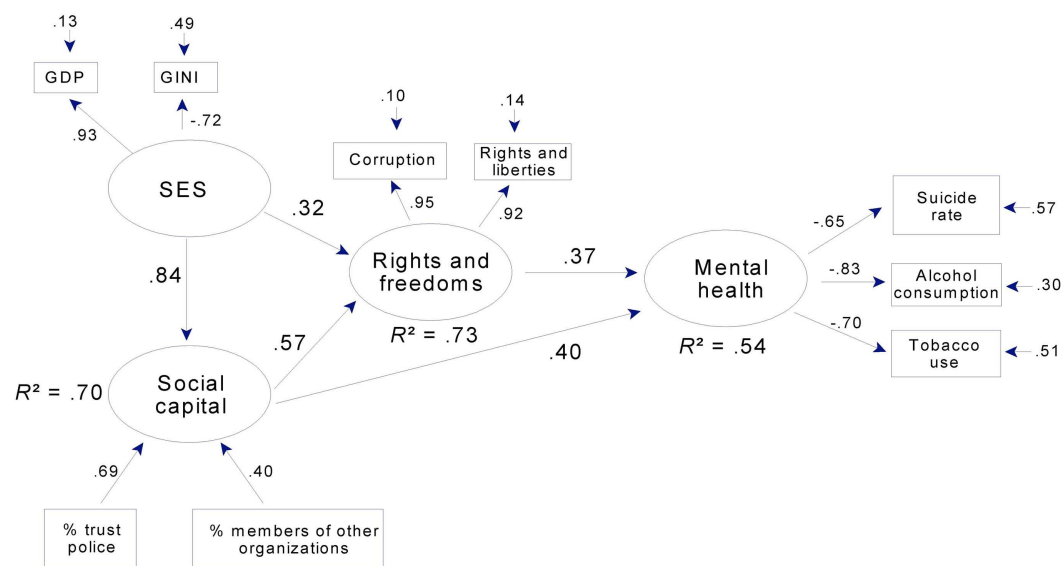 .13
.49
GDP
GINI
.93
-.72
SES
.10
.14
Corruption
Rights and
liberties
.95
.92
.32
.84
Rights and
freedoms
R² = .73
.57
.37
.40
Mental
health
R² = .54
-.65
-.83
-.70
Suicide
rate
.57
Alcohol
consumption
.30
Tobacco
use
.51
R² = .70
Social
capital
.69
.40
% trust
police
% members of other
organizations